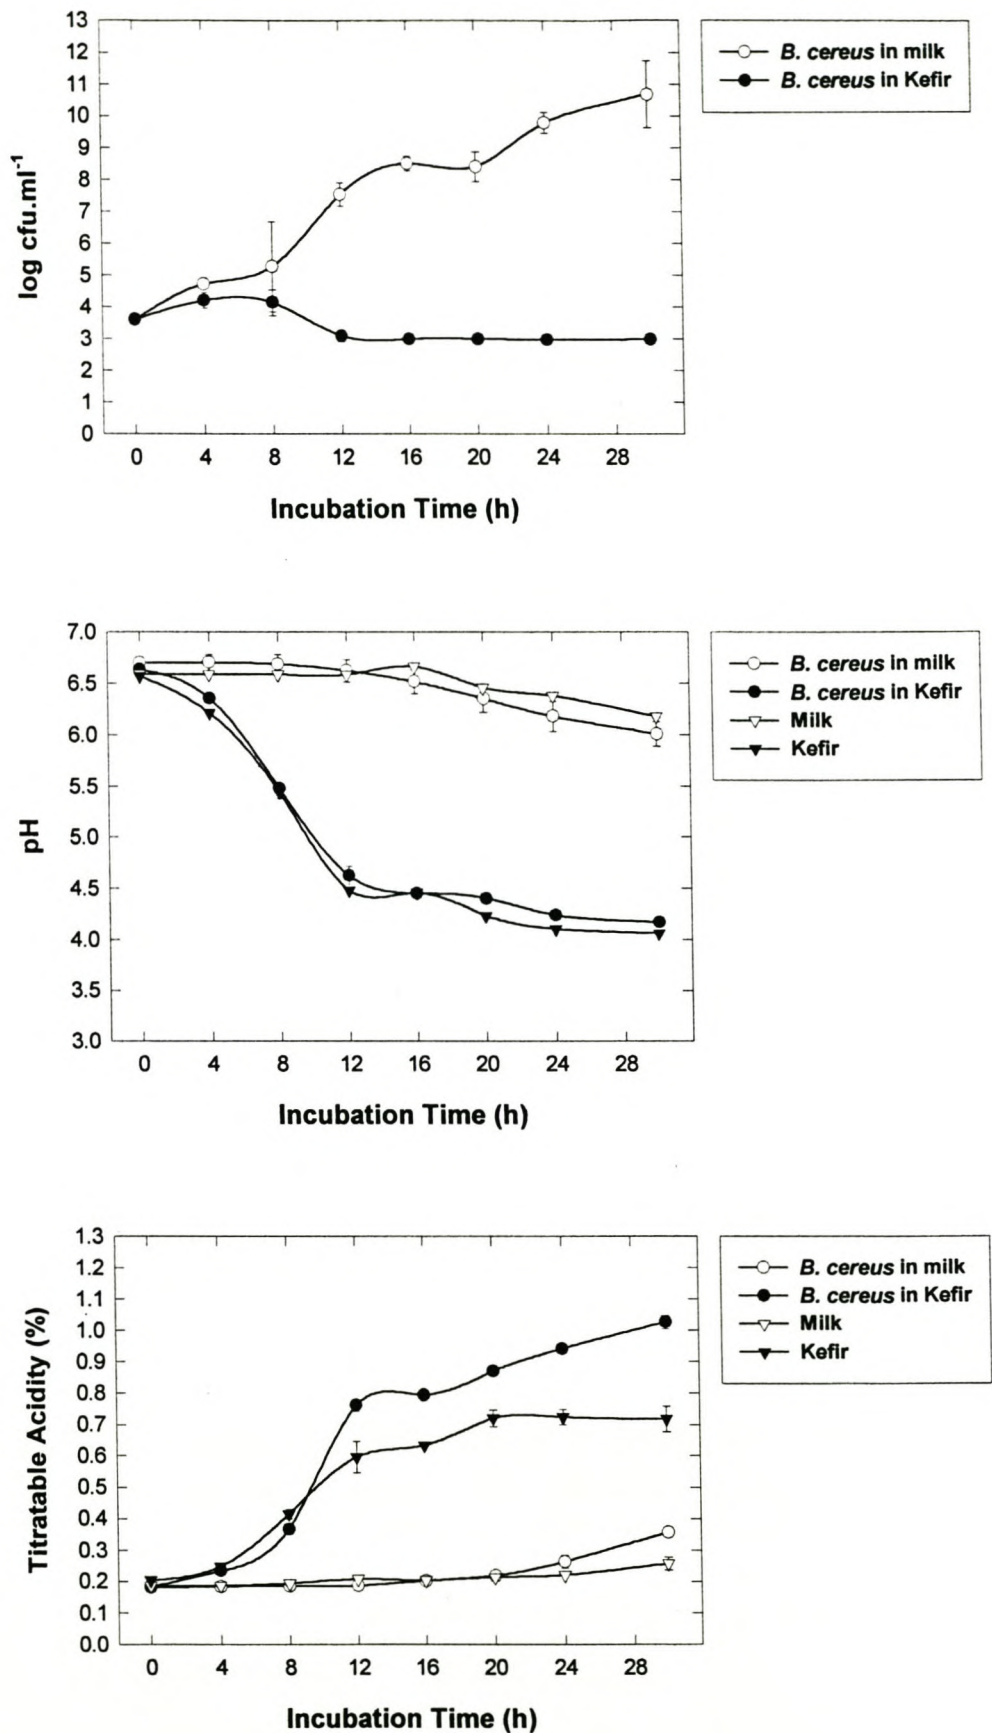 13
12
11
10
9
8
7
6
5
4
3
2
1
0
log cfu.ml-1
0 4 8 12 16 20 24 28
Incubation Time (h)
B. cereus in milk
B. cereus in Kefir
7.0
6.5
6.0
5.5
5.0
4.5
4.0
3.5
3.0
pH
0 4 8 12 16 20 24 28
Incubation Time (h)
B. cereus in milk
B. cereus in Kefir
Milk
Kefir
1.3
1.2
1.1
1.0
0.9
0.8
0.7
0.6
0.5
0.4
0.3
0.2
0.1
0.0
Titratable Acidity (%)
0 4 8 12 16 20 24 28
Incubation Time (h)
B. cereus in milk
B. cereus in Kefir
Milk
Kefir